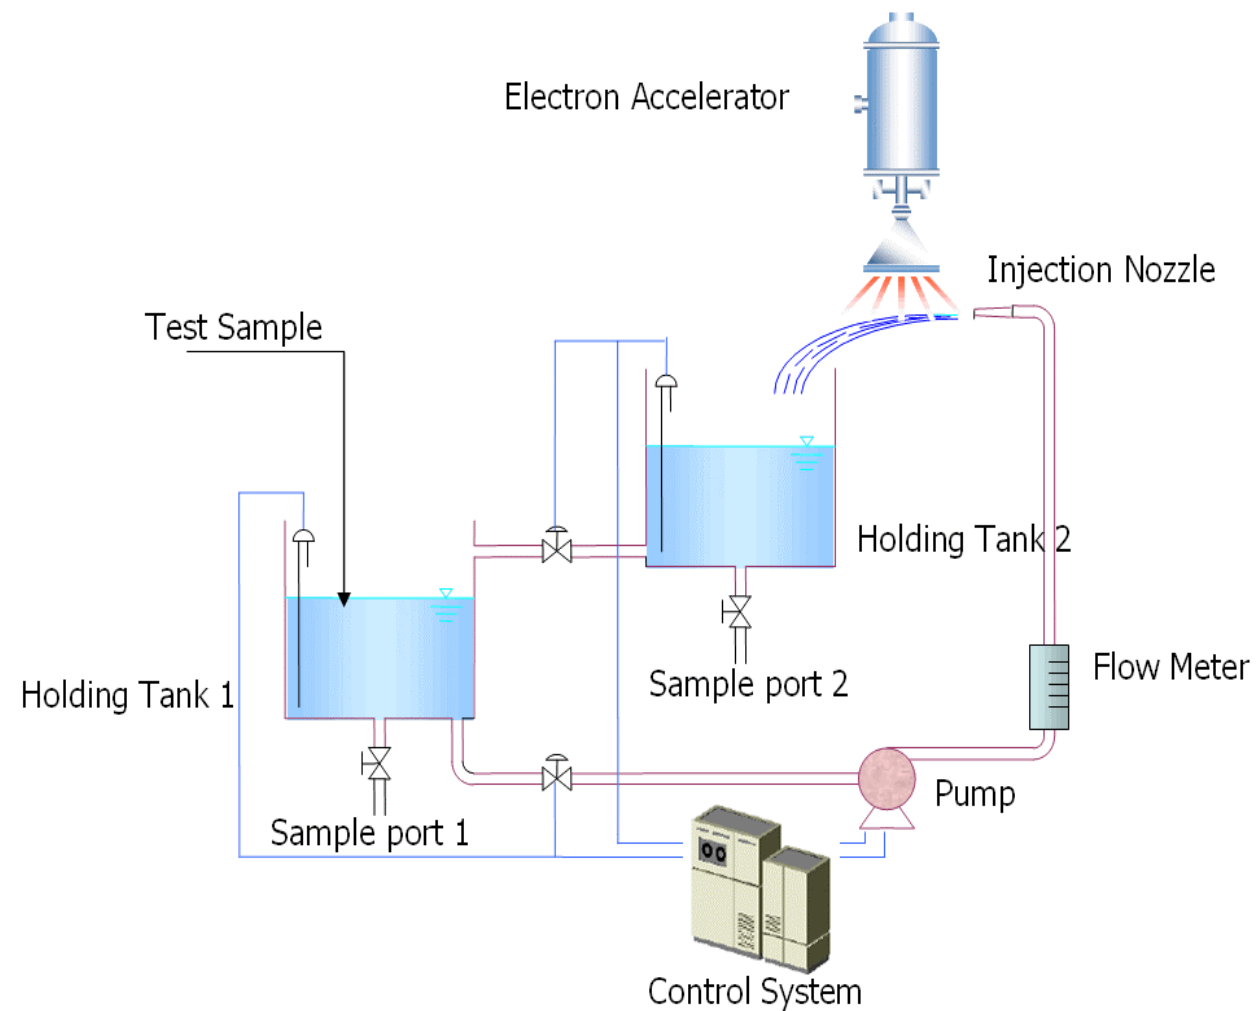 Electron Accelerator
Injection Nozzle
Test Sample
Holding Tank 2
Flow Meter
Sample port 2
Holding Tank 1
Pump
Sample port 1
Control System